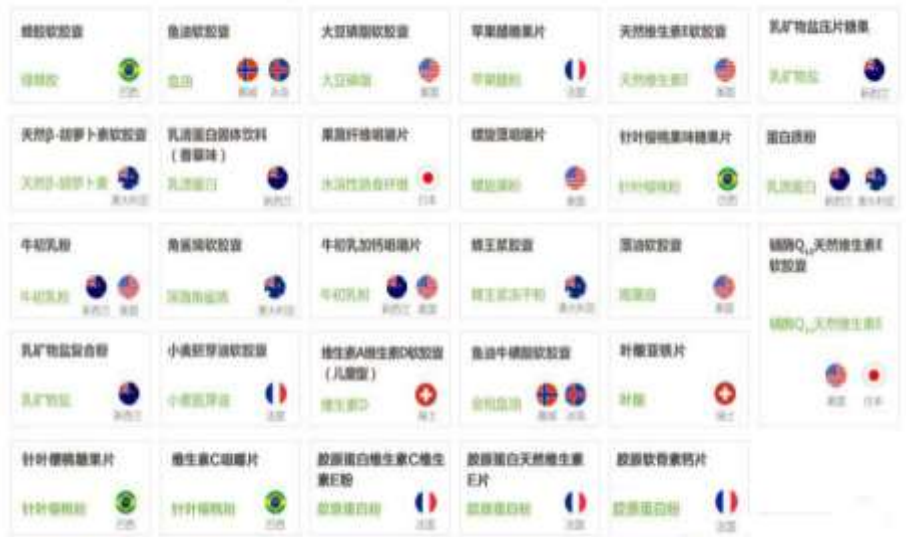 蜂胶软胶囊
绿蜂胶
巴西
鱼油软胶囊
鱼油
挪威 冰岛
大豆磷脂软胶囊
大豆磷脂
美国
苹果醋糖果片
苹果醋粉
法国
天然维生素E软胶囊
天然维生素E
美国
乳矿物盐压片糖果
乳矿物盐
新西兰
天然β-胡萝卜素软胶囊
天然β-胡萝卜素
澳大利亚
乳清蛋白固体饮料
（香草味）
乳清蛋白
新西兰
果蔬纤维咀嚼片
水溶性膳食纤维
日本
螺旋藻咀嚼片
螺旋藻粉
美国
针叶樱桃果味糖果片
针叶樱桃粉
巴西
蛋白质粉
乳清蛋白
新西兰 澳大利亚
牛初乳粉
牛初乳粉
新西兰 美国
角鲨烯软胶囊
深海角鲨烯
澳大利亚
牛初乳加钙咀嚼片
牛初乳粉
新西兰 美国
蜂王浆胶囊
蜂王浆冻干粉
澳大利亚
藻油软胶囊
美国
辅酶Q₁₀天然维生素E
软胶囊
辅酶Q₁₀天然维生素E
美国 日本
乳矿物盐复合粉
乳矿物盐
新西兰
小麦胚芽油软胶囊
小麦胚芽油
法国
维生素A维生素D软胶囊
（儿童型）
维生素D
瑞士
鱼油牛磺酸软胶囊
金枪鱼油
挪威 冰岛
叶酸亚铁片
叶酸
瑞士
针叶樱桃糖果片
针叶樱桃粉
巴西
维生素C咀嚼片
针叶樱桃粉
巴西
胶原蛋白维生素C维生
素E粉
胶原蛋白粉
法国
胶原蛋白天然维生素
E片
胶原蛋白粉
法国
胶原软骨素钙片
胶原蛋白粉
法国